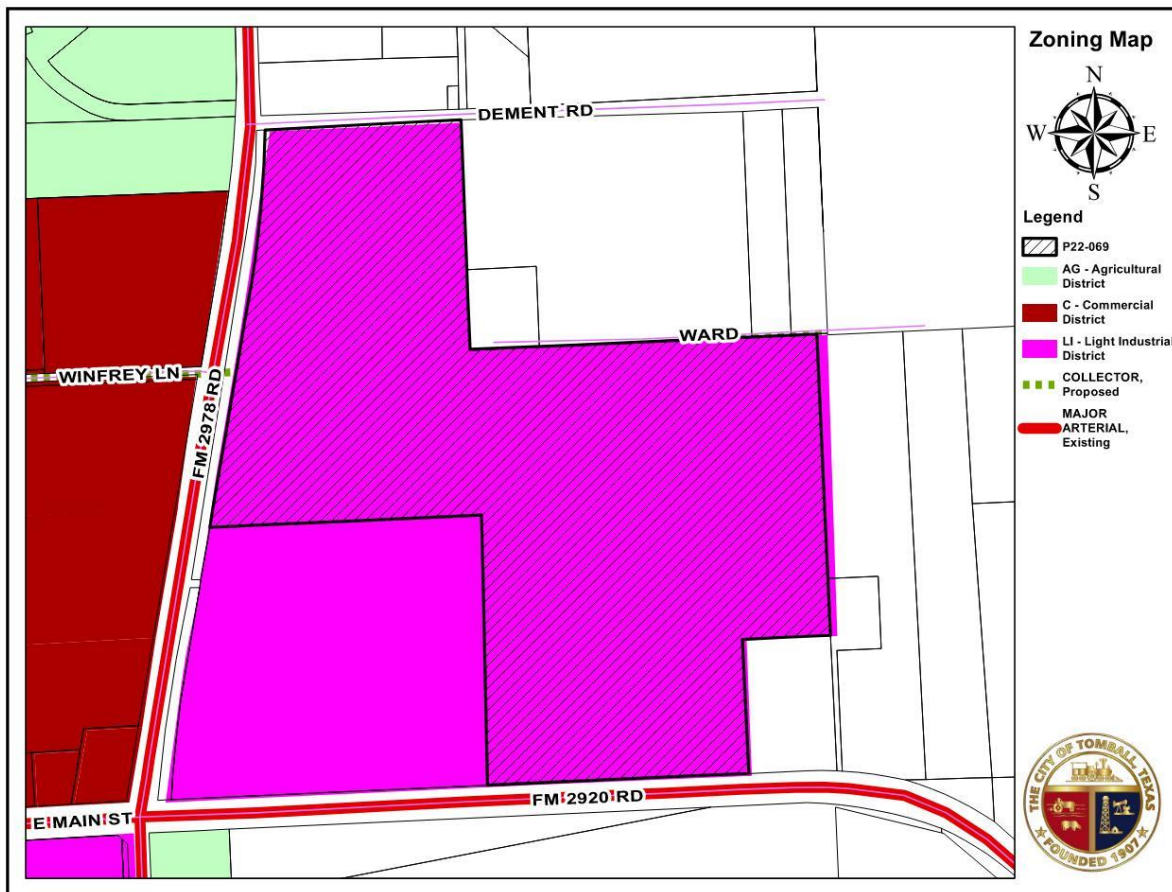 Zoning Map
N
W
E
S
Legend
P22-069
AG - Agricultural
District
C - Commercial
District
LI - Light Industrial
District
COLLECTOR,
Proposed
MAJOR
ARTERIAL,
Existing
DEMENT RD
WARD
WINFREY LN
FM 2978 RD
FM 2920 RD
E MAIN ST
THE CITY OF TOMBALL, TEXAS
FOUNDED 1907